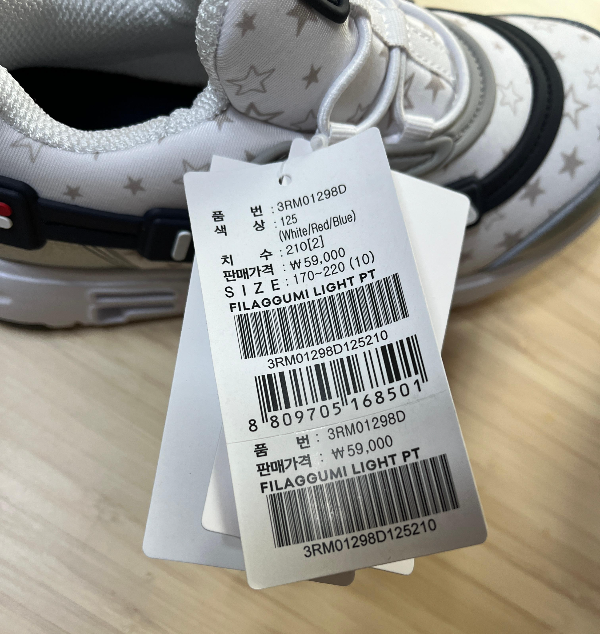 품 번 : 3RM01298D
색 상 : 125
(White/Red/Blue)
치 수 : 210[2]
판매가격 : ₩59,000
SIZE : 170~220 (10)
FILAGGUMI LIGHT PT
3RM01298D125210
8 809705 168501
품 번 : 3RM01298D
판매가격 : ₩59,000
FILAGGUMI LIGHT PT
3RM01298D125210